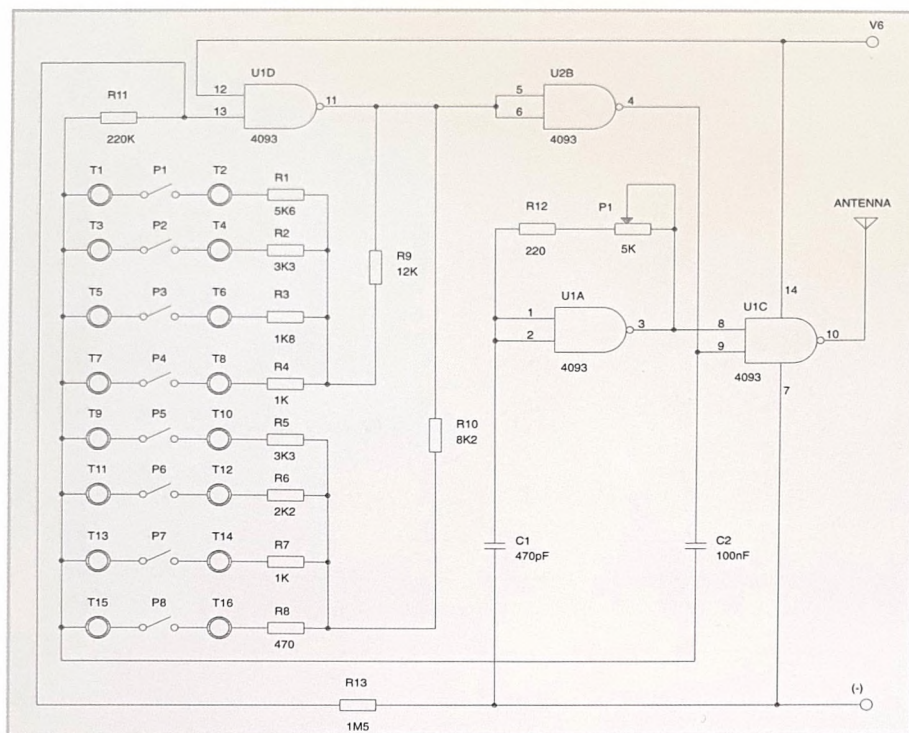 V6
U1D
U2B
R11
12
13
11
5
6
4
220K
4093
4093
T1 P1 T2 R1
5K6
T3 P2 T4 R2
3K3
T5 P3 T6 R3
1K8
T7 P4 T8 R4
1K
T9 P5 T10 R5
3K3
T11 P6 T12 R6
2K2
T13 P7 T14 R7
1K
T15 P8 T16 R8
470
R9
12K
R10
8K2
R12
220
P1
5K
ANTENNA
U1A
1
2
3
4093
14
U1C
8
9
10
4093
7
C1
470pF
C2
100nF
R13
1M5
(-)